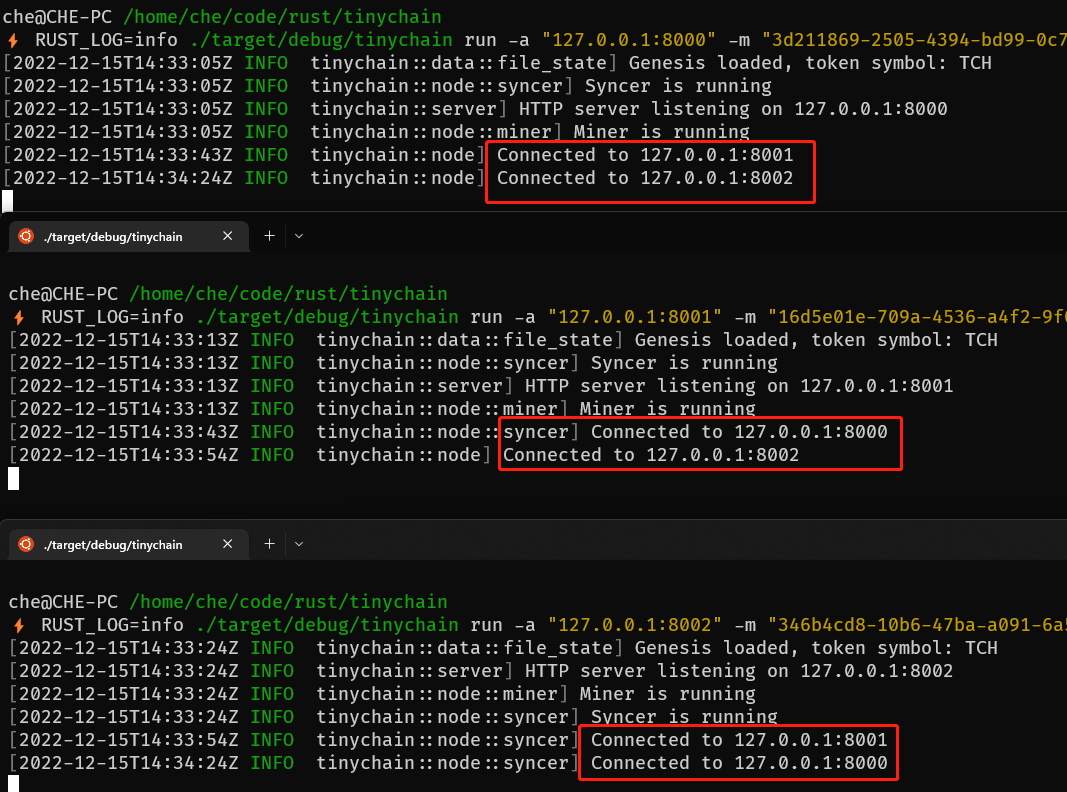 che@CHE-PC /home/che/code/rust/tinychain
⚡ RUST_LOG=info ./target/debug/tinychain run -a "127.0.0.1:8000" -m "3d211869-2505-4394-bd99-0c7
[2022-12-15T14:33:05Z INFO  tinychain::data::file_state] Genesis loaded, token symbol: TCH
[2022-12-15T14:33:05Z INFO  tinychain::node::syncer] Syncer is running
[2022-12-15T14:33:05Z INFO  tinychain::server] HTTP server listening on 127.0.0.1:8000
[2022-12-15T14:33:05Z INFO  tinychain::node::miner] Miner is running
[2022-12-15T14:33:43Z INFO  tinychain::node] Connected to 127.0.0.1:8001
[2022-12-15T14:34:24Z INFO  tinychain::node] Connected to 127.0.0.1:8002
./target/debug/tinychain
che@CHE-PC /home/che/code/rust/tinychain
⚡ RUST_LOG=info ./target/debug/tinychain run -a "127.0.0.1:8001" -m "16d5e01e-709a-4536-a4f2-9f
[2022-12-15T14:33:13Z INFO  tinychain::data::file_state] Genesis loaded, token symbol: TCH
[2022-12-15T14:33:13Z INFO  tinychain::node::syncer] Syncer is running
[2022-12-15T14:33:13Z INFO  tinychain::server] HTTP server listening on 127.0.0.1:8001
[2022-12-15T14:33:13Z INFO  tinychain::node::miner] Miner is running
[2022-12-15T14:33:43Z INFO  tinychain::node::syncer] Connected to 127.0.0.1:8000
[2022-12-15T14:33:54Z INFO  tinychain::node] Connected to 127.0.0.1:8002
./target/debug/tinychain
che@CHE-PC /home/che/code/rust/tinychain
⚡ RUST_LOG=info ./target/debug/tinychain run -a "127.0.0.1:8002" -m "346b4cd8-10b6-47ba-a091-6a
[2022-12-15T14:33:24Z INFO  tinychain::data::file_state] Genesis loaded, token symbol: TCH
[2022-12-15T14:33:24Z INFO  tinychain::server] HTTP server listening on 127.0.0.1:8002
[2022-12-15T14:33:24Z INFO  tinychain::node::miner] Miner is running
[2022-12-15T14:33:24Z INFO  tinychain::node::syncer] Syncer is running
[2022-12-15T14:33:54Z INFO  tinychain::node::syncer] Connected to 127.0.0.1:8001
[2022-12-15T14:34:24Z INFO  tinychain::node::syncer] Connected to 127.0.0.1:8000